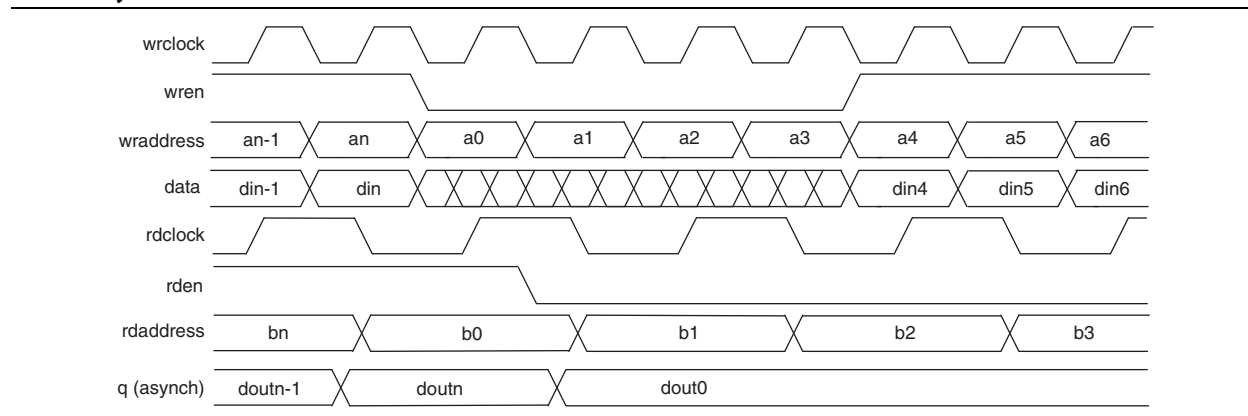 wrclock
wren
wraddress an-1 an a0 a1 a2 a3 a4 a5 a6
data din-1 din din4 din5 din6
rdclock
rden
rdaddress bn b0 b1 b2 b3
q (asynch) doutn-1 doutn dout0